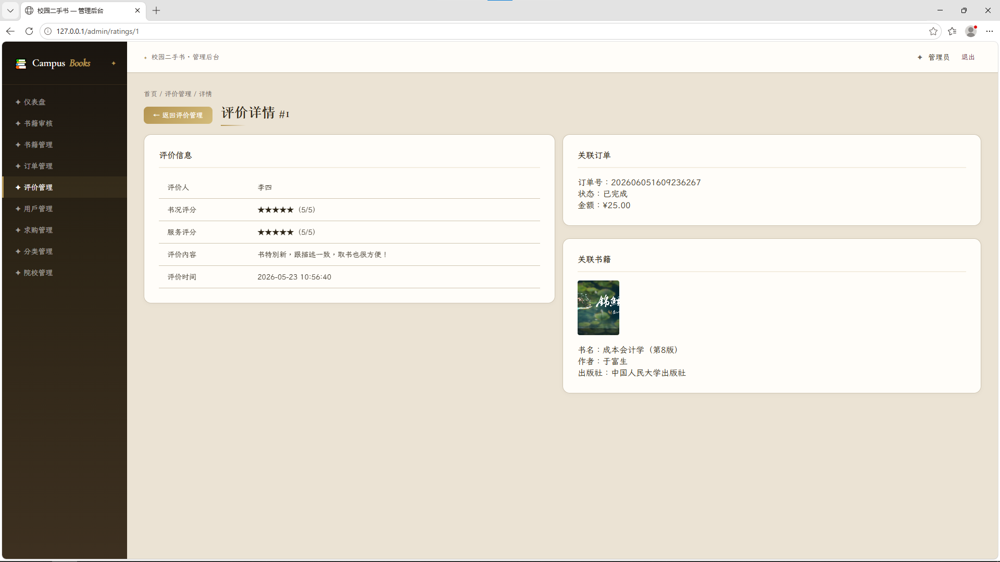 校园二手书 — 管理后台
127.0.0.1/admin/ratings/1
Campus Books
✦ 仪表盘
✦ 书籍审核
✦ 书籍管理
✦ 订单管理
✦ 评价管理
✦ 用户管理
✦ 求购管理
✦ 分类管理
✦ 院校管理
校园二手书・管理后台
✦ 管理员 退出
首页 / 评价管理 / 详情
← 返回评价管理
评价详情 #1
评价信息
评价人 李四
书况评分 ★★★★★ (5/5)
服务评分 ★★★★★ (5/5)
评价内容 书特别新，跟描述一致，取书也很方便！
评价时间 2026-05-23 10:56:40
关联订单
订单号：202606051609236267
状态：已完成
金额：¥25.00
关联书籍
錦鯉
书名：成本会计学（第8版）
作者：于富生
出版社：中国人民大学出版社